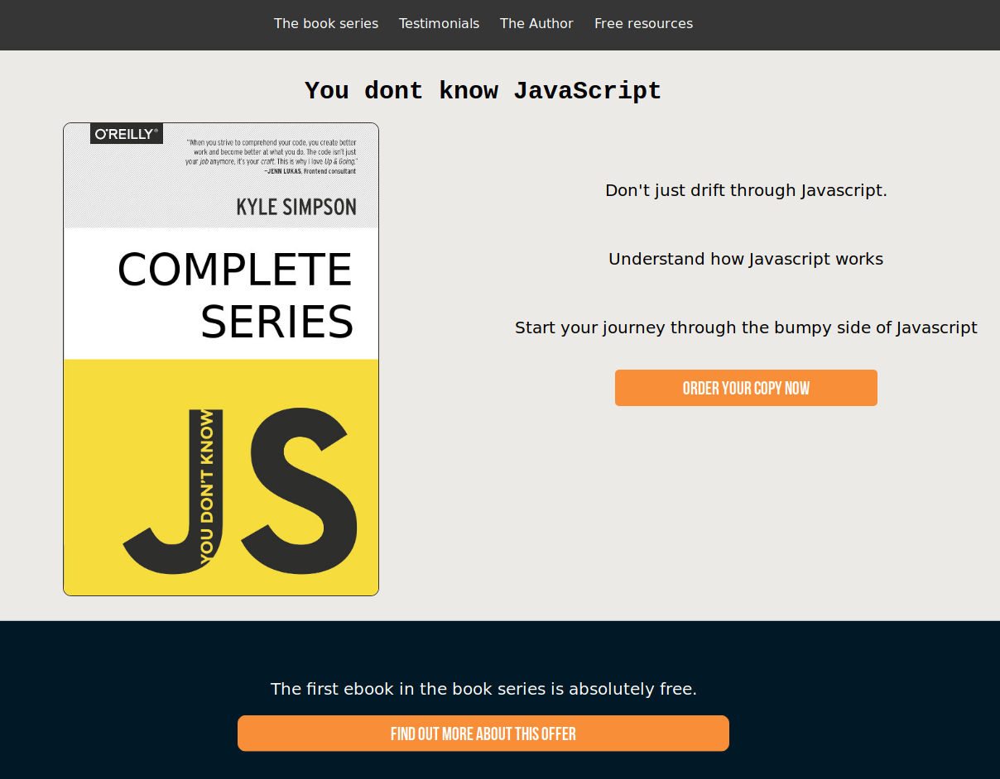 The book series Testimonials The Author Free resources
You dont know JavaScript
O'REILLY®
"When you strive to comprehend your code, you create better
work and become better at what you do. The code isn't just
your job anymore, it's your craft. This is why I love Up & Going."
–JENN LUKAS, Frontend consultant
KYLE SIMPSON
COMPLETE
SERIES
YOU DON'T KNOW
JS
Don't just drift through Javascript.
Understand how Javascript works
Start your journey through the bumpy side of Javascript
ORDER YOUR COPY NOW
The first ebook in the book series is absolutely free.
FIND OUT MORE ABOUT THIS OFFER